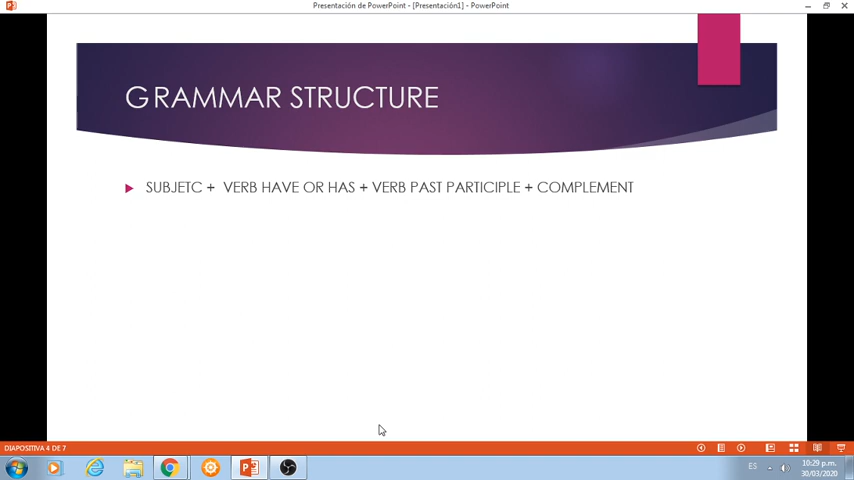 Presentación de PowerPoint - [Presentación1] - PowerPoint
GRAMMAR STRUCTURE
SUBJETC + VERB HAVE OR HAS + VERB PAST PARTICIPLE + COMPLEMENT
DIAPOSITIVA 4 DE 7
ES
10:29 p.m.
30/03/2020